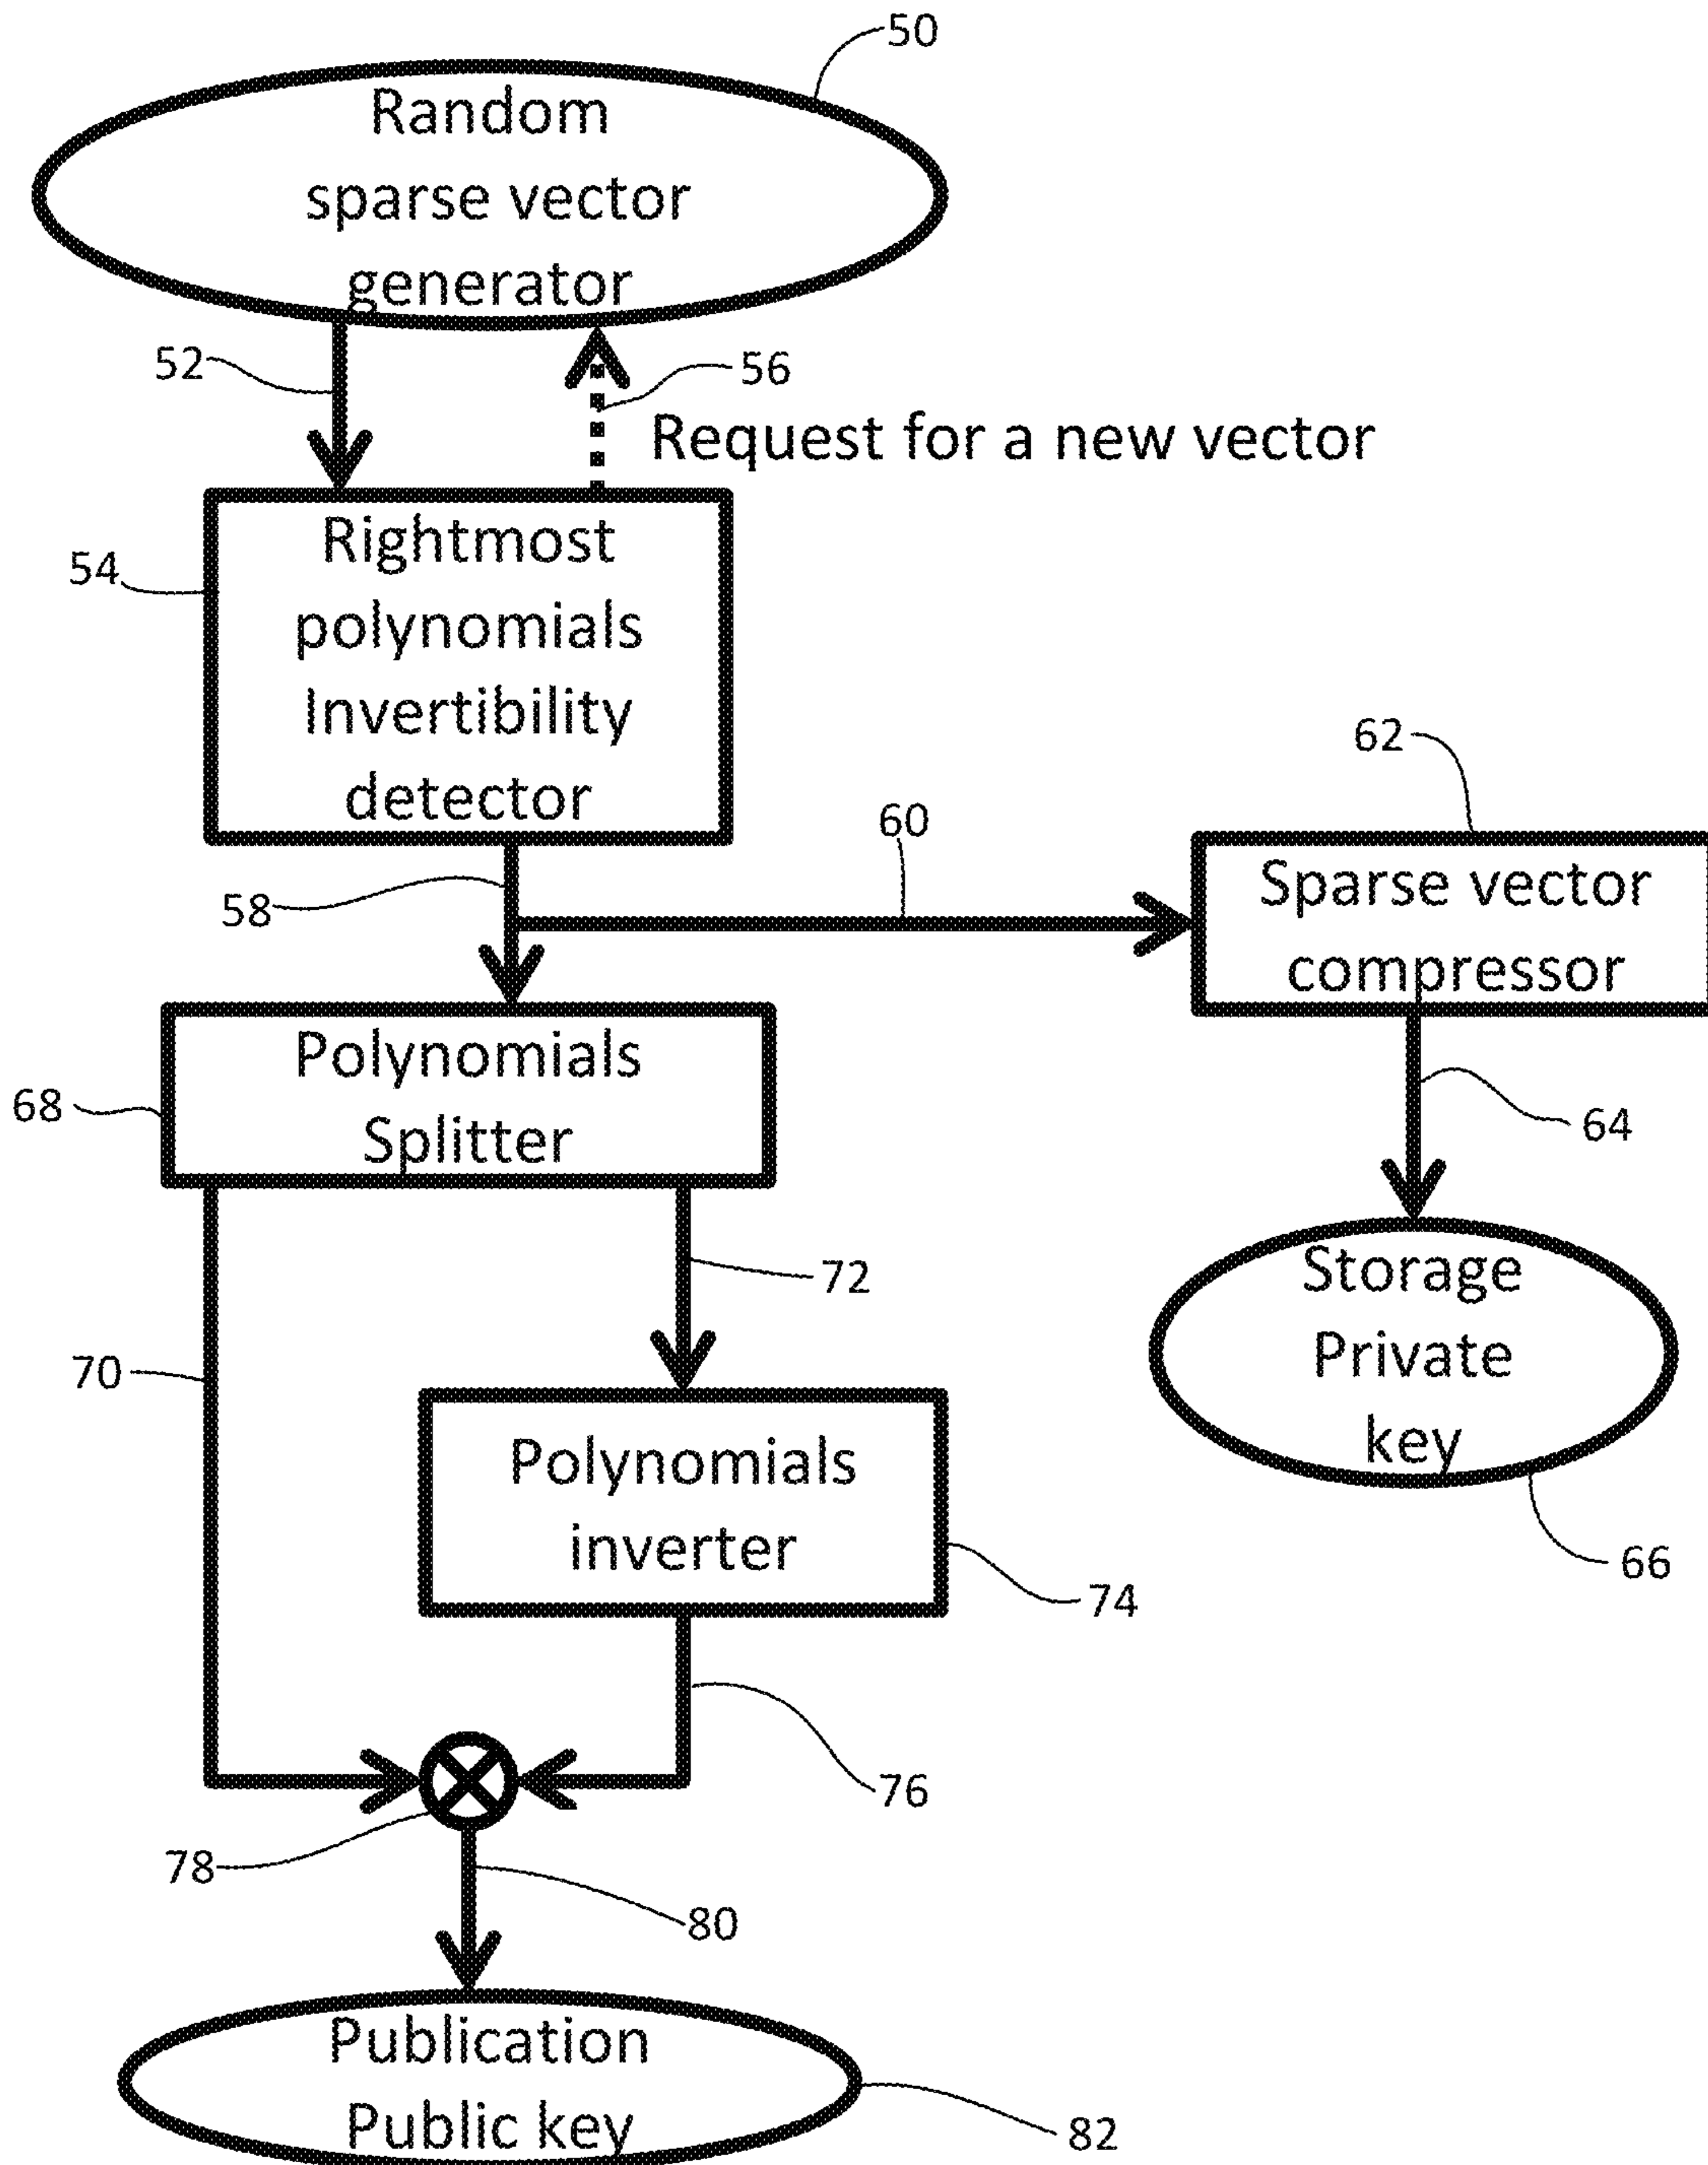 50
Random
sparse vector
generator
52
56
Request for a new vector
54
Rightmost
polynomials
Invertibility
detector
58
60
62
Sparse vector
compressor
64
68
Polynomials
Splitter
70
72
Storage
Private
key
66
Polynomials
inverter
74
76
78
80
Publication
Public key
82